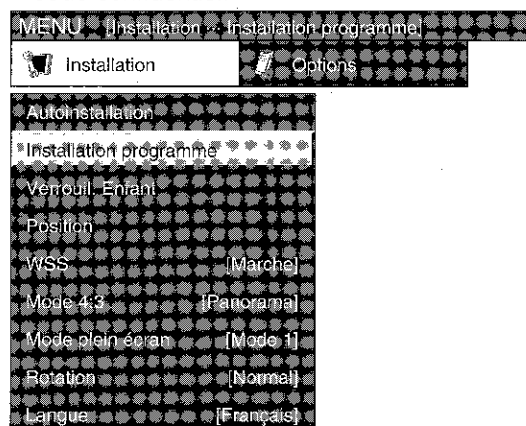 MENU [Installation - Installation programme]
Installation Options
Autoinstallation
Installation programme
Verrouil. Enfant
Position
WSS [Marche]
Mode 4:3 [Panorama]
Mode plein écran [Mode 1]
Rotation [Normal]
Langue [Français]